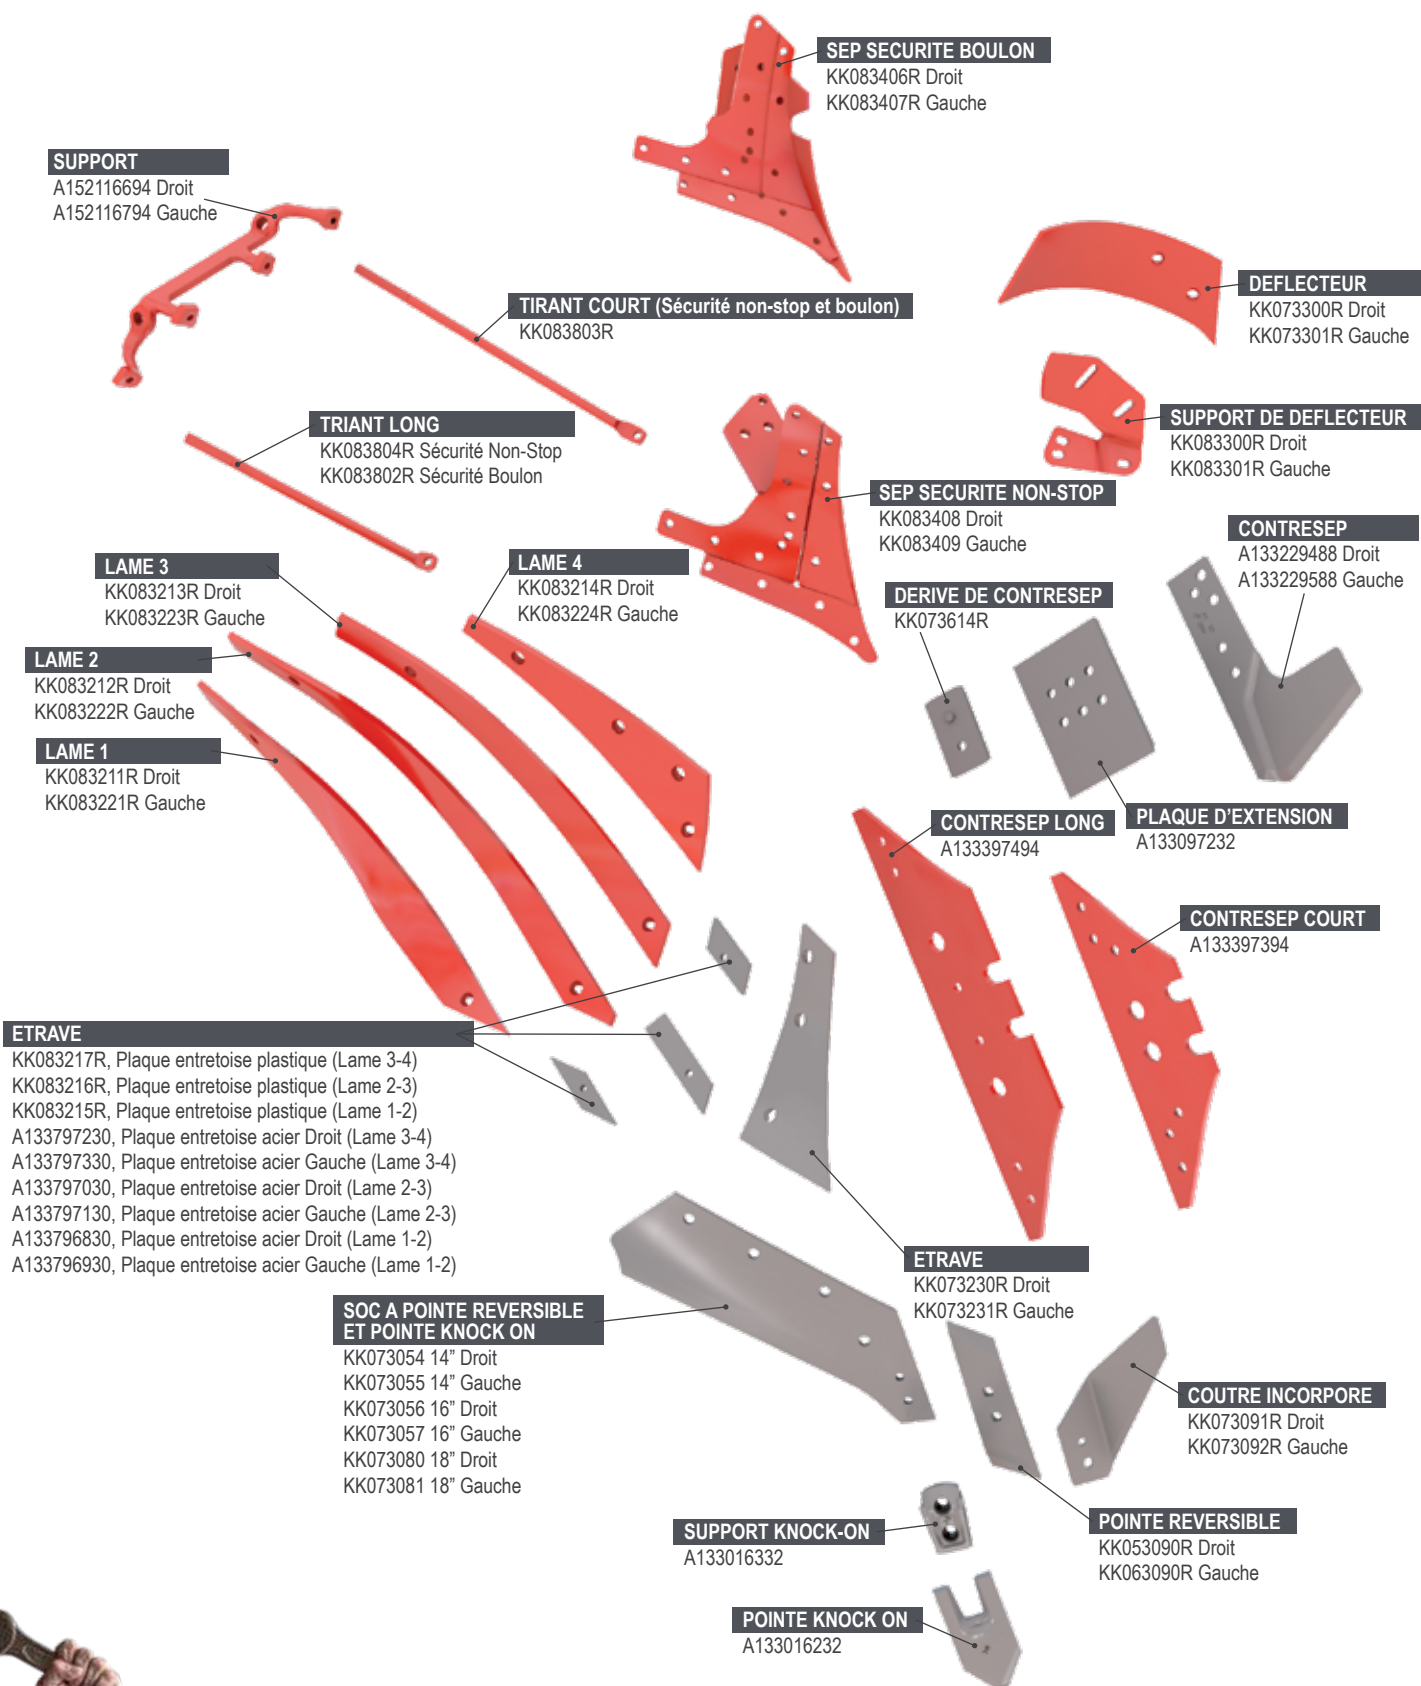 SEP SECURITE BOULON
KK083406R Droit
KK083407R Gauche
SUPPORT
A152116694 Droit
A152116794 Gauche
DEFLECTEUR
KK073300R Droit
KK073301R Gauche
TIRANT COURT (Sécurité non-stop et boulon)
KK083803R
SUPPORT DE DEFLECTEUR
KK083300R Droit
KK083301R Gauche
TRIANT LONG
KK083804R Sécurité Non-Stop
KK083802R Sécurité Boulon
SEP SECURITE NON-STOP
KK083408 Droit
KK083409 Gauche
CONTRESEP
A133229488 Droit
A133229588 Gauche
LAME 3
KK083213R Droit
KK083223R Gauche
LAME 4
KK083214R Droit
KK083224R Gauche
DERIVE DE CONTRESEP
KK073614R
LAME 2
KK083212R Droit
KK083222R Gauche
LAME 1
KK083211R Droit
KK083221R Gauche
CONTRESEP LONG
A133397494
PLAQUE D'EXTENSION
A133097232
CONTRESEP COURT
A133397394
ETRAVE
KK083217R, Plaque entretoise plastique (Lame 3-4)
KK083216R, Plaque entretoise plastique (Lame 2-3)
KK083215R, Plaque entretoise plastique (Lame 1-2)
A133797230, Plaque entretoise acier Droit (Lame 3-4)
A133797330, Plaque entretoise acier Gauche (Lame 3-4)
A133797030, Plaque entretoise acier Droit (Lame 2-3)
A133797130, Plaque entretoise acier Gauche (Lame 2-3)
A133796830, Plaque entretoise acier Droit (Lame 1-2)
A133796930, Plaque entretoise acier Gauche (Lame 1-2)
ETRAVE
KK073230R Droit
KK073231R Gauche
SOC A POINTE REVERSIBLE
ET POINTE KNOCK ON
KK073054 14” Droit
KK073055 14” Gauche
KK073056 16” Droit
KK073057 16” Gauche
KK073080 18” Droit
KK073081 18” Gauche
COUTRE INCORPORE
KK073091R Droit
KK073092R Gauche
SUPPORT KNOCK-ON
A133016332
POINTE REVERSIBLE
KK053090R Droit
KK063090R Gauche
POINTE KNOCK ON
A133016232